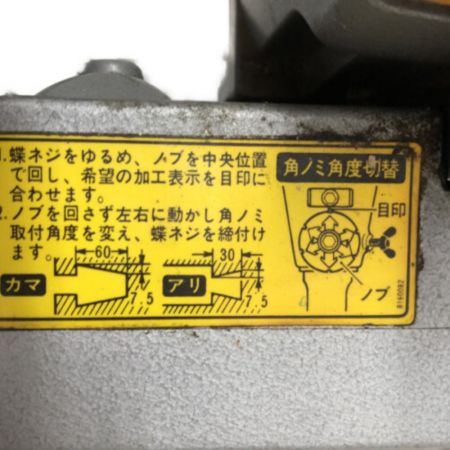 1.蝶ネジをゆるめ、ノブを中央位置
で回し、希望の加工表示を目印に
合わせます。
2.ノブを回さず左右に動かし角ノミ
取付角度を変え、蝶ネジを締付け
ます。
カマ
60
7.5
アリ
30
7.5
角ノミ角度切替
目印
ノブ
8160082